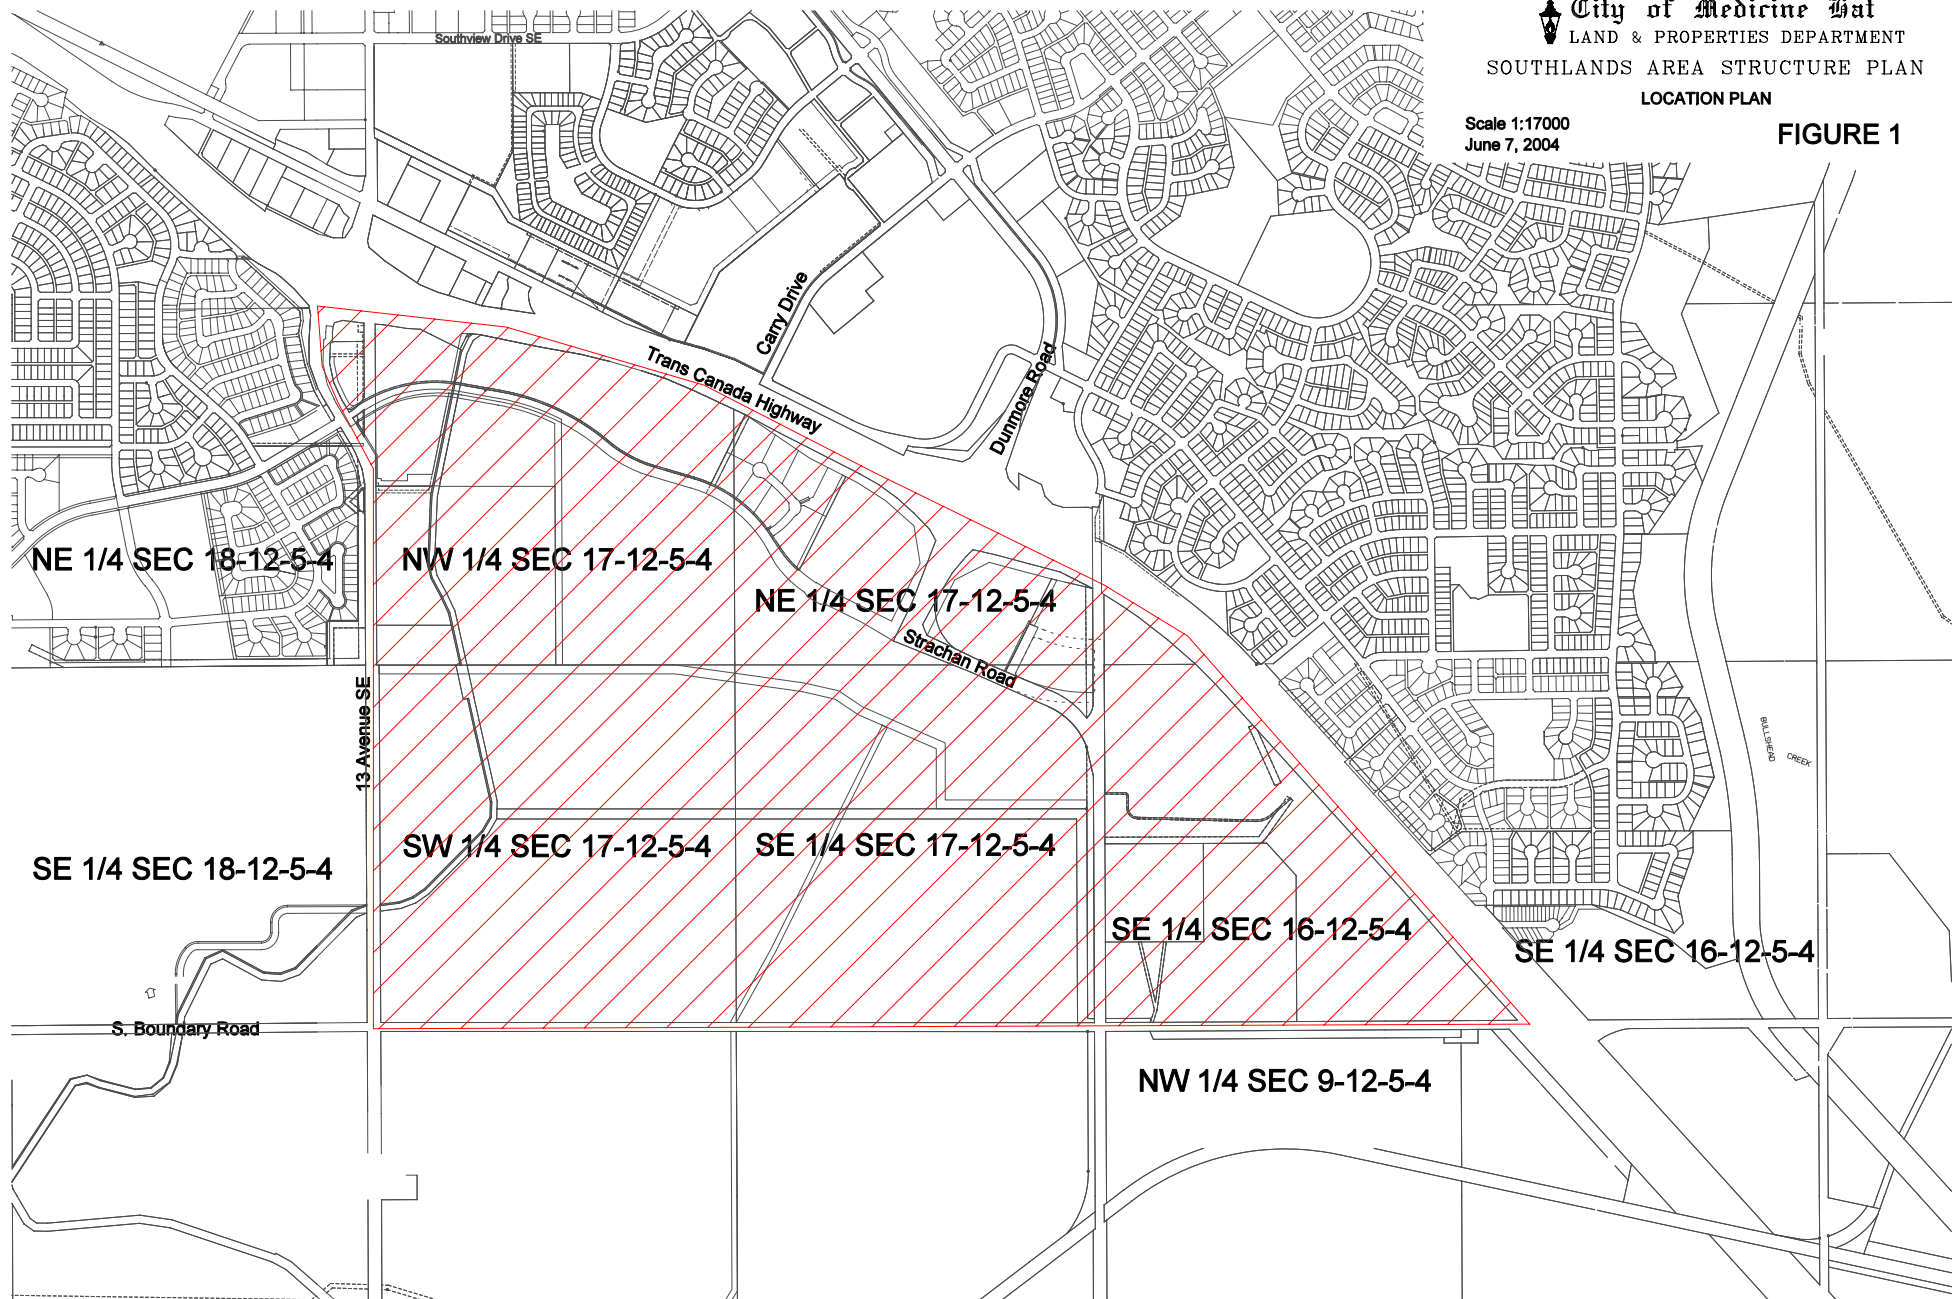 City of Medicine Hat
LAND & PROPERTIES DEPARTMENT
SOUTHLANDS AREA STRUCTURE PLAN
LOCATION PLAN
Scale 1:17000
June 7, 2004
FIGURE 1
Southview Drive SE
Carry Drive
Trans Canada Highway
Dunmore Road
NE 1/4 SEC 18-12-5-4
NW 1/4 SEC 17-12-5-4
NE 1/4 SEC 17-12-5-4
Strachan Road
13 Avenue SE
BULLSHEAD
CREEK
SE 1/4 SEC 18-12-5-4
SW 1/4 SEC 17-12-5-4
SE 1/4 SEC 17-12-5-4
SE 1/4 SEC 16-12-5-4
SE 1/4 SEC 16-12-5-4
S. Boundary Road
NW 1/4 SEC 9-12-5-4